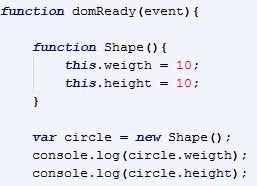 function domReady(event){
function Shape(){
this.weigth = 10;
this.height = 10;
}
var circle = new Shape();
console.log(circle.weigth);
console.log(circle.height);